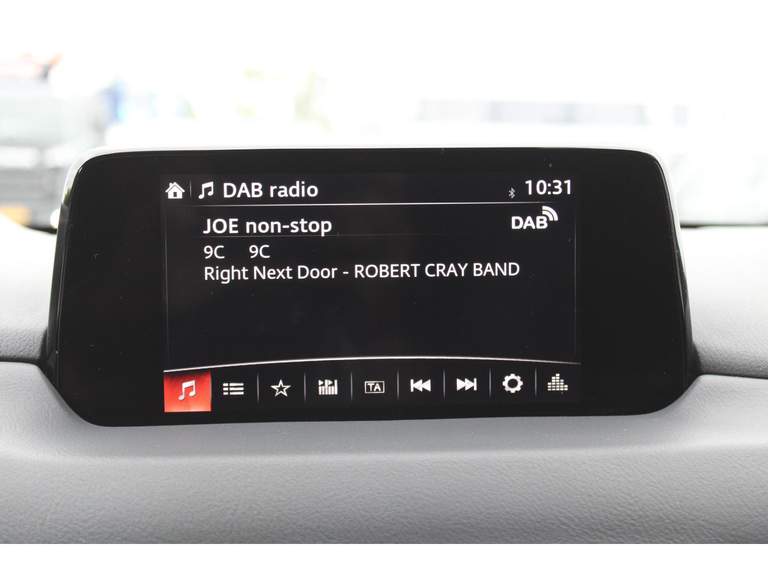 DAB radio 10:31
JOE non-stop DAB
9C 9C
Right Next Door - ROBERT CRAY BAND
TA